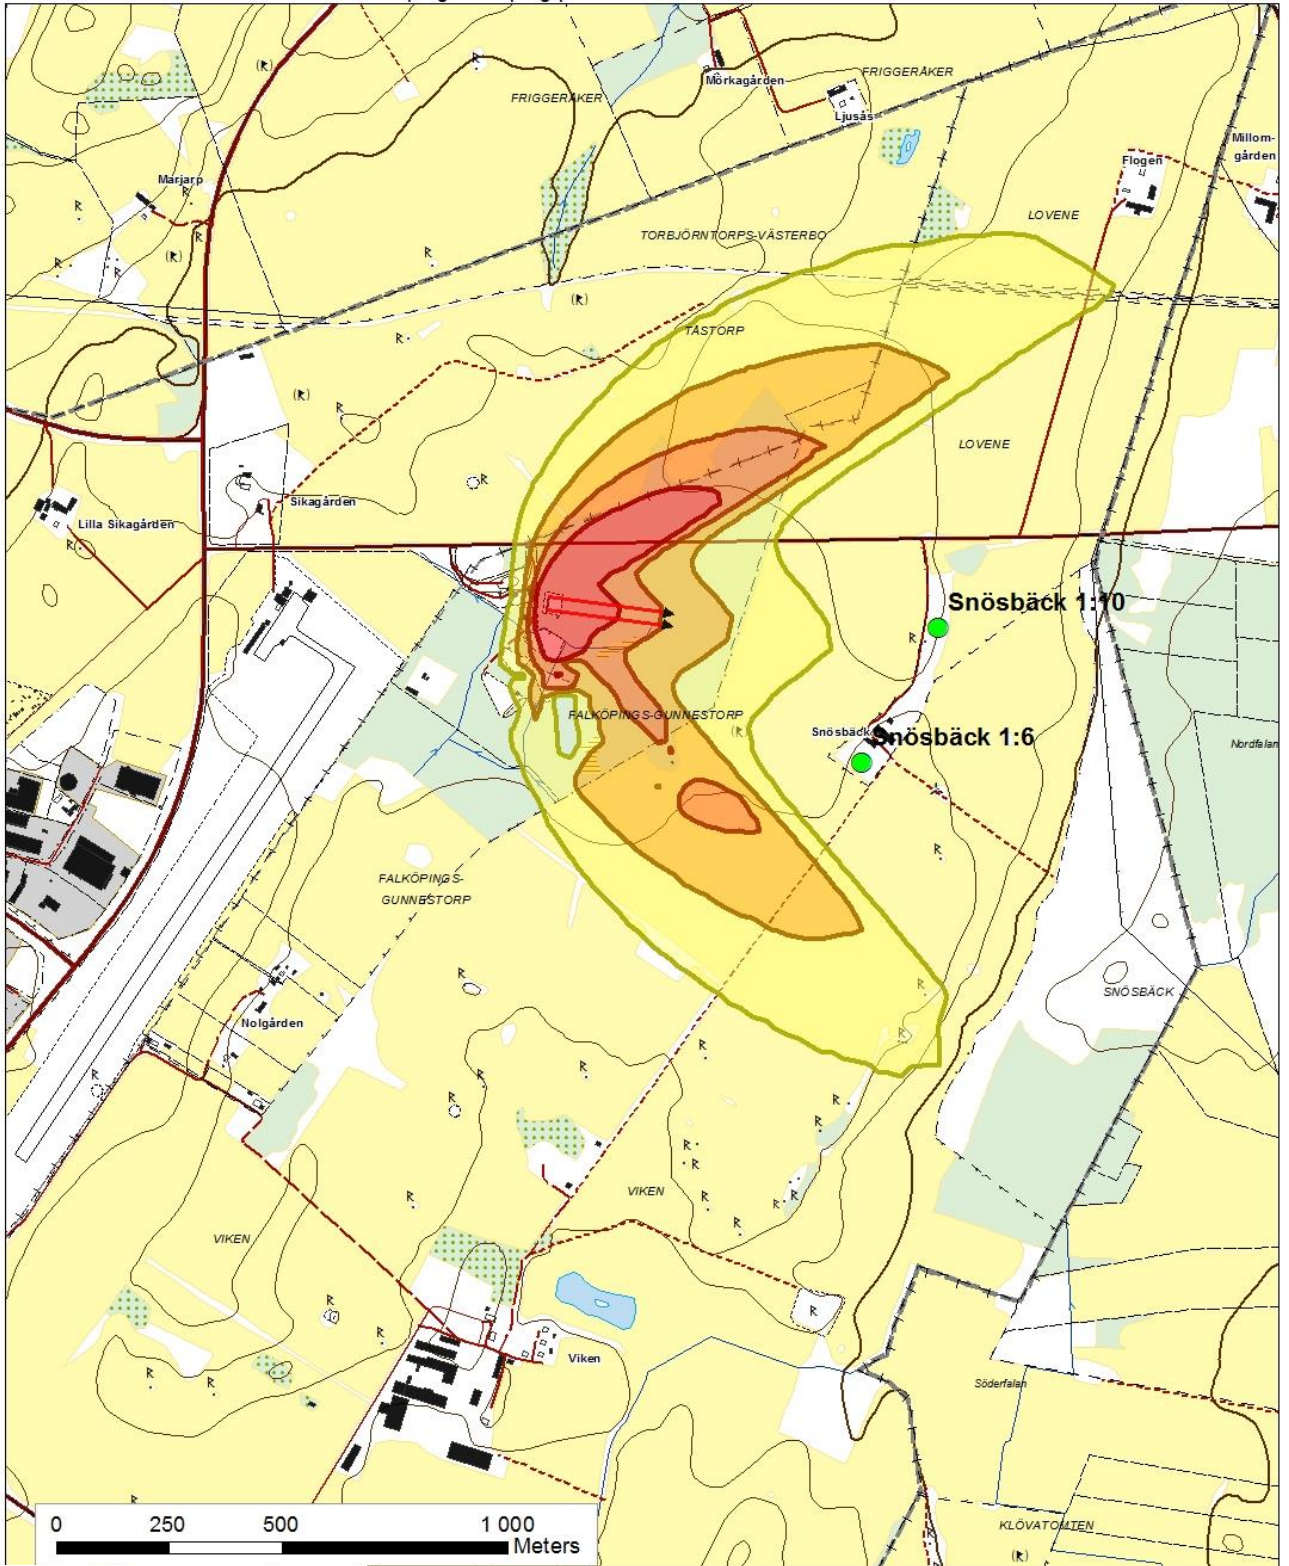 FRIGGERÅKER
Mörkagården
FRIGGERÅKER
Ljusås
Millom-
gården
Flogen
Marjarp
LOVENE
TORBJÖRNTORPS-VÄSTERBO
TÅSTORP
LOVENE
Sikagården
Lilla Sikagården
Snösbäck 1:10
FALKÖPINGS-GUNNESTORP
Snösbäck
Snösbäck 1:6
Nordfalan
FALKÖPINGS-
GUNNESTORP
SNÖSBÄCK
Nolgården
VIKEN
VIKEN
Viken
Söderfalan
KLÖVATOMTEN
0 250 500 1 000
Meters